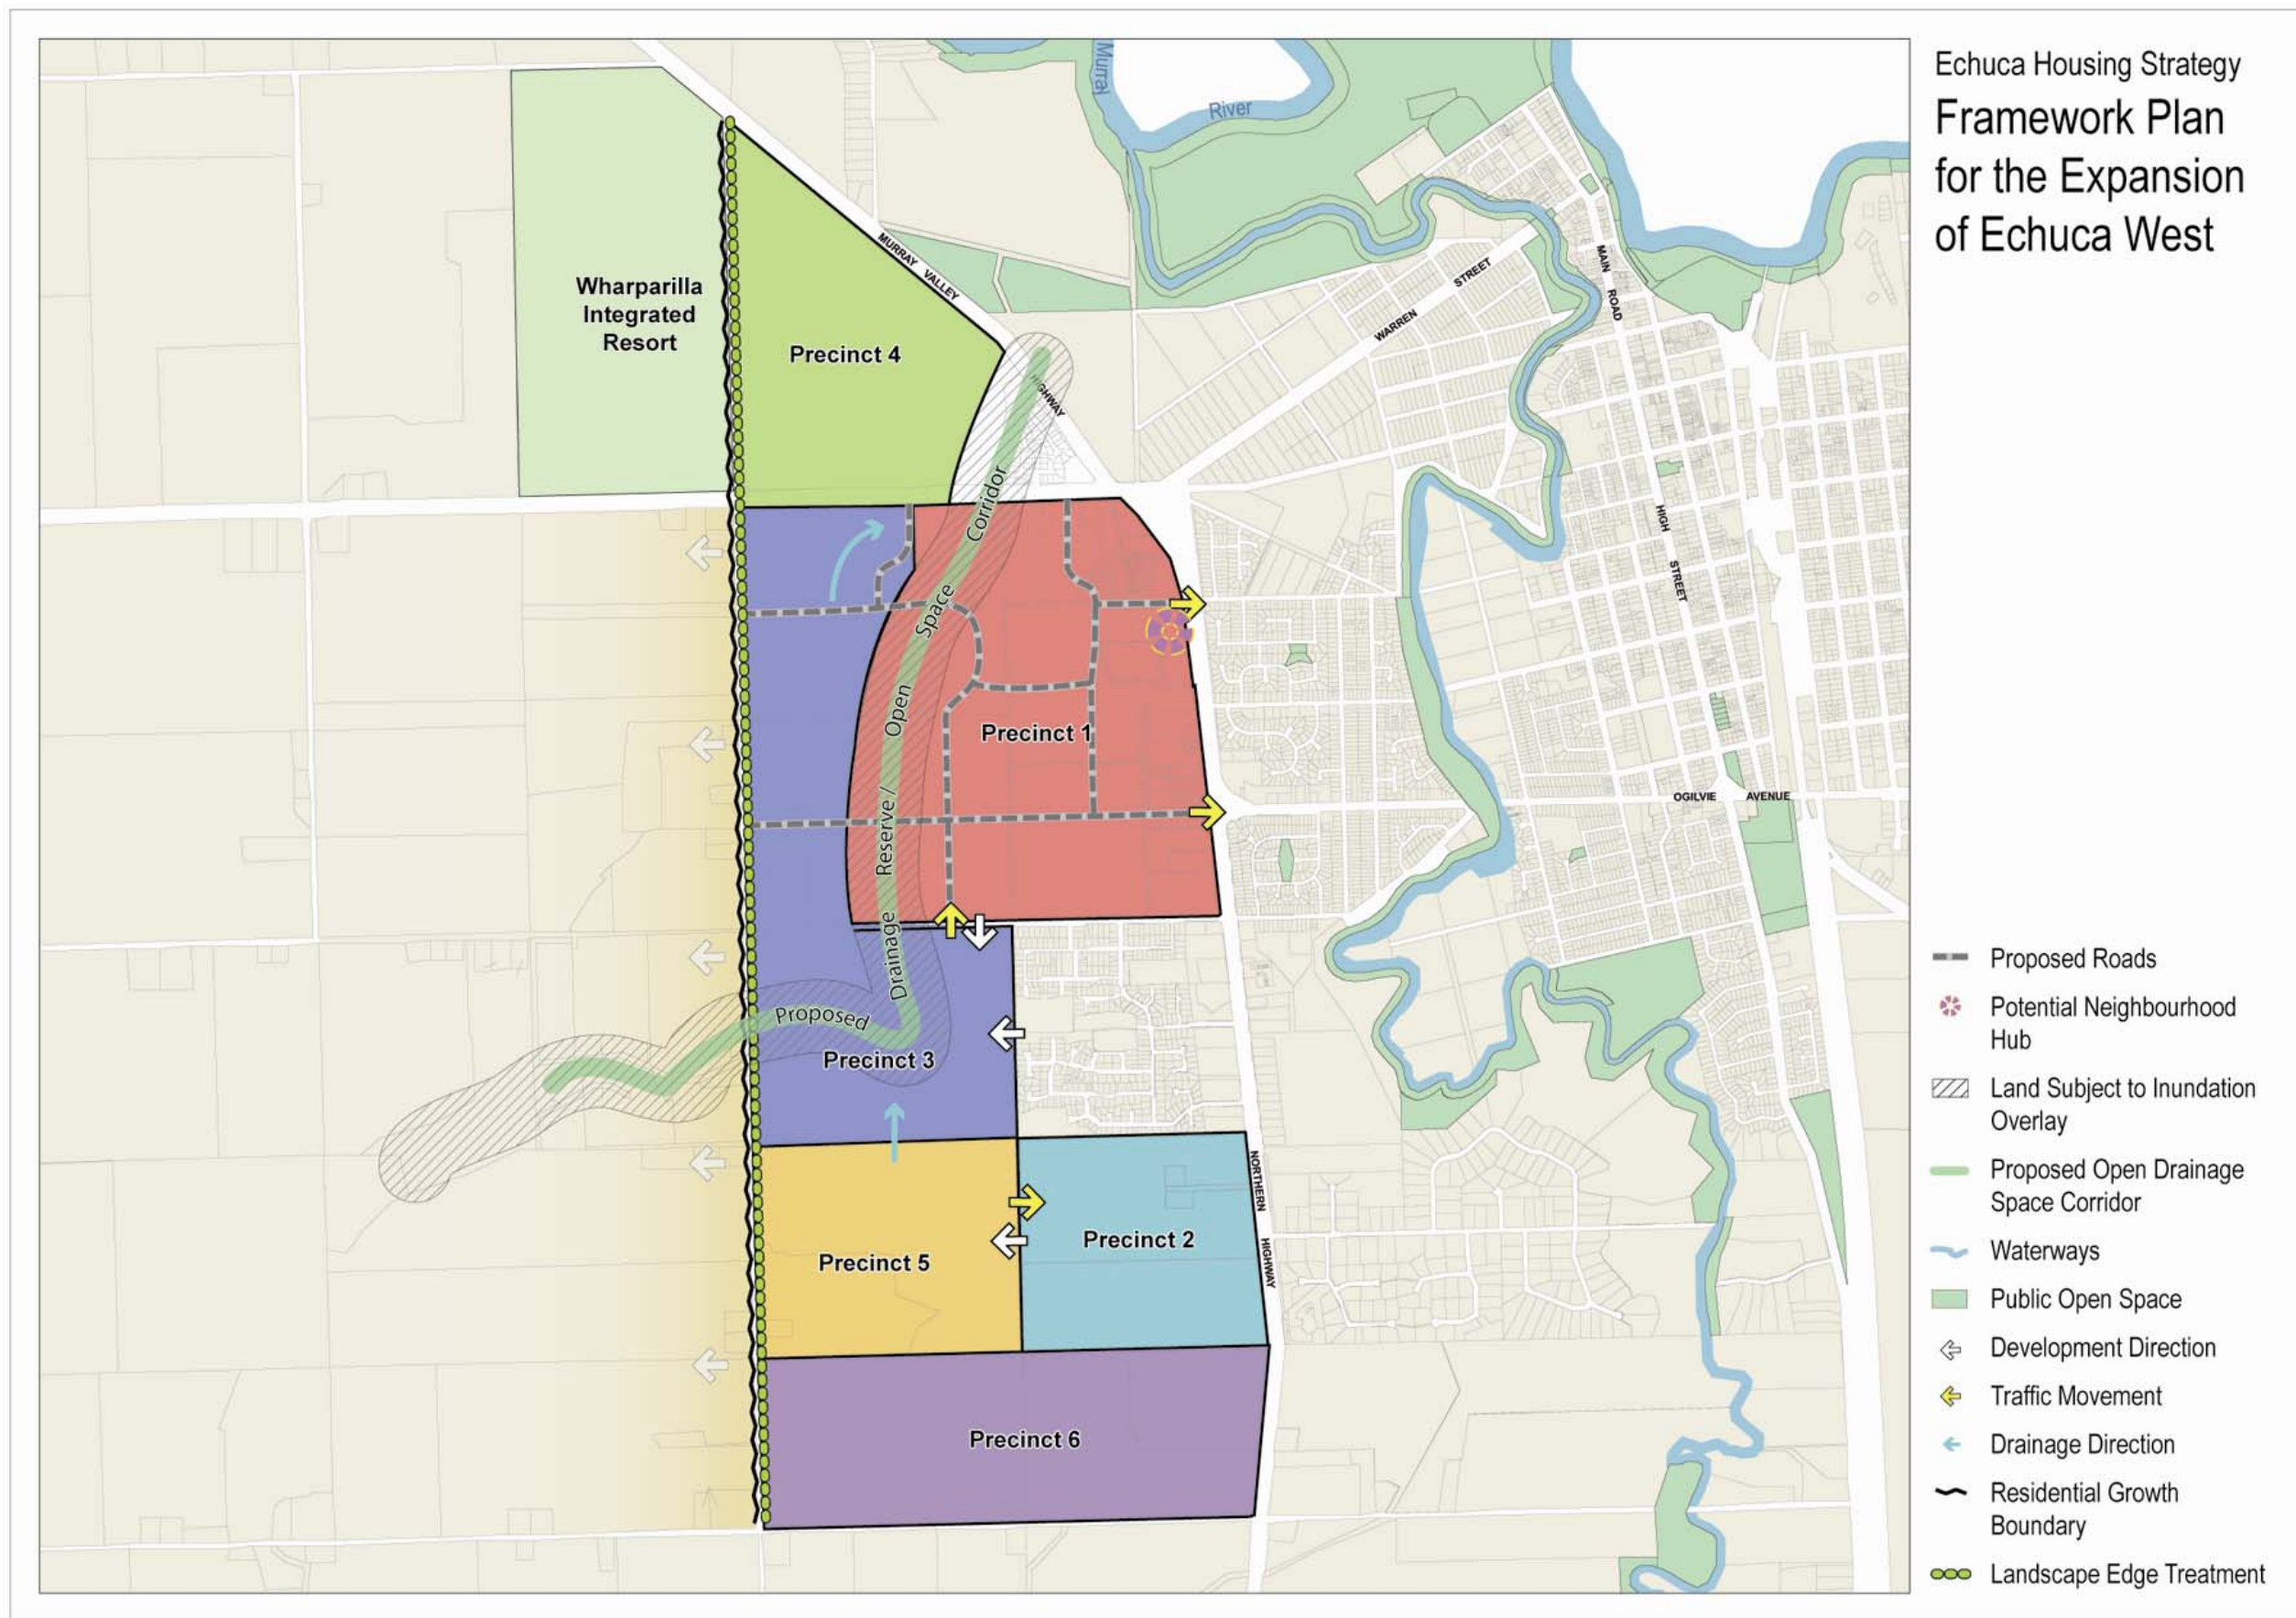 Echuca Housing Strategy
Framework Plan
for the Expansion
of Echuca West
Murray
River
Wharparilla
Integrated
Resort
Precinct 4
MURRAY VALLEY
HIGHWAY
WARREN STREET
MAIN ROAD
HIGH STREET
OGILVIE AVENUE
Precinct 1
Proposed Drainage Reserve / Open Space Corridor
Precinct 3
Precinct 5
Precinct 2
NORTHERN HIGHWAY
Precinct 6
Proposed Roads
Potential Neighbourhood
Hub
Land Subject to Inundation
Overlay
Proposed Open Drainage
Space Corridor
Waterways
Public Open Space
Development Direction
Traffic Movement
Drainage Direction
Residential Growth
Boundary
Landscape Edge Treatment